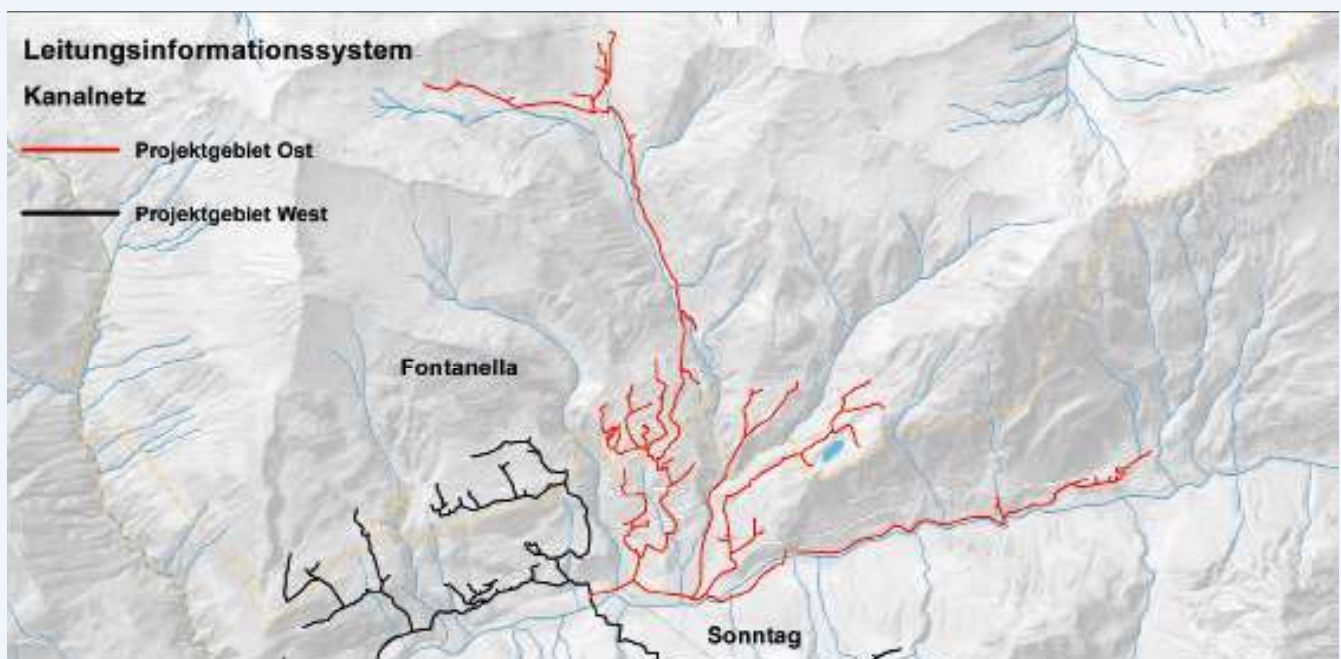 Leitungsinformationssystem
Kanalnetz
Projektgebiet Ost
Projektgebiet West
Fontanella
Sonntag